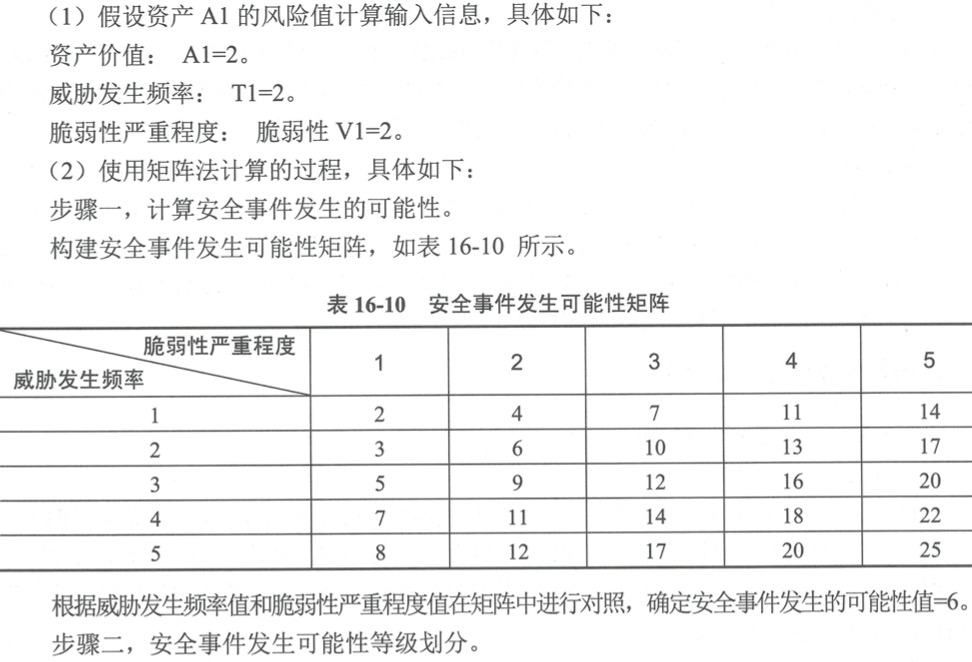 （1）假设资产 A1 的风险值计算输入信息，具体如下：
资产价值： A1=2。
威胁发生频率： T1=2。
脆弱性严重程度： 脆弱性 V1=2。
（2）使用矩阵法计算的过程，具体如下：
步骤一，计算安全事件发生的可能性。
构建安全事件发生可能性矩阵，如表 16-10 所示。
表 16-10 安全事件发生可能性矩阵
脆弱性严重程度 1 2 3 4 5
威胁发生频率
1 2 4 7 11 14
2 3 6 10 13 17
3 5 9 12 16 20
4 7 11 14 18 22
5 8 12 17 20 25
根据威胁发生频率值和脆弱性严重程度值在矩阵中进行对照，确定安全事件发生的可能性值=6。
步骤二，安全事件发生可能性等级划分。